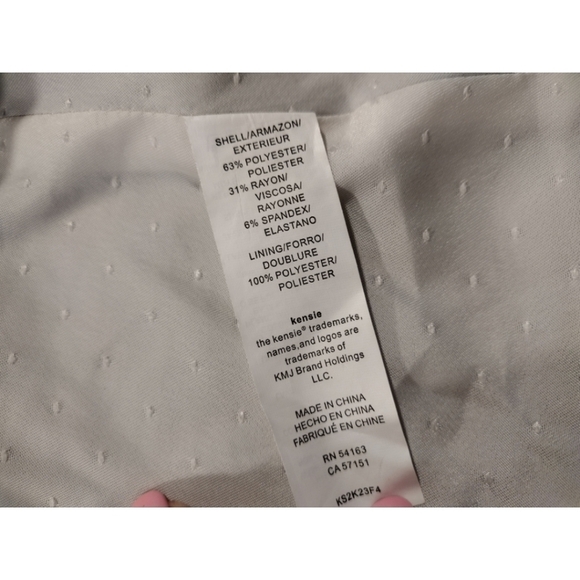 SHELL/ARMAZON/
EXTERIEUR
63% POLYESTER/
POLIESTER
31% RAYON/
VISCOSA/
RAYONNE
6% SPANDEX/
ELASTANO
LINING/FORRO/
DOUBLURE
100% POLYESTER/
POLIESTER
kensie
the kensie® trademarks,
names,and logos are
trademarks of
KMJ Brand Holdings
LLC.
MADE IN CHINA
HECHO EN CHINA
FABRIQUÉ EN CHINE
RN 54163
CA 57151
KS2K23F4